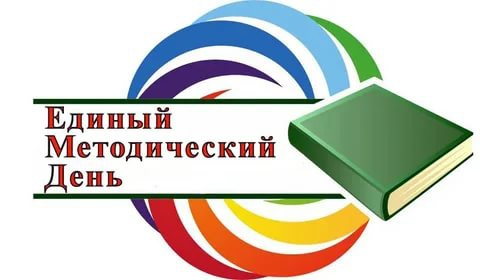 Единый
Методический
День